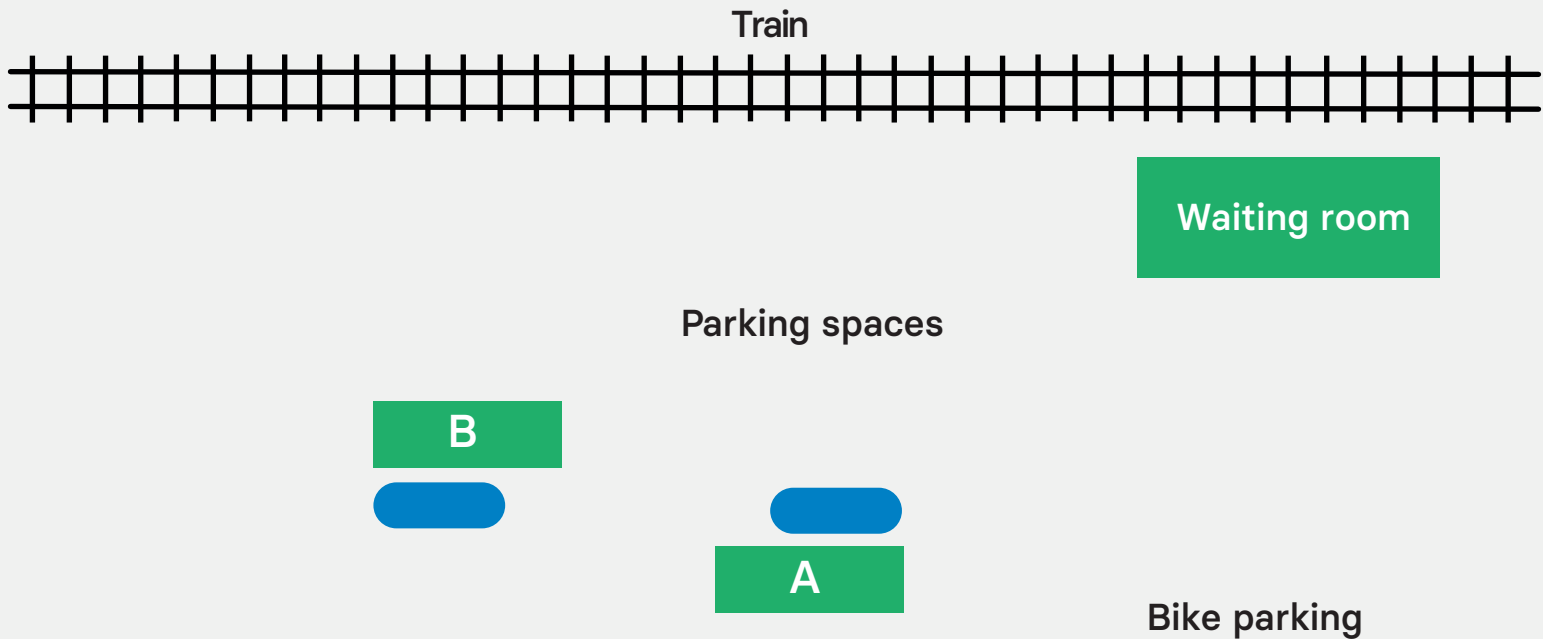 Train
Waiting room
Parking spaces
B
A
Bike parking